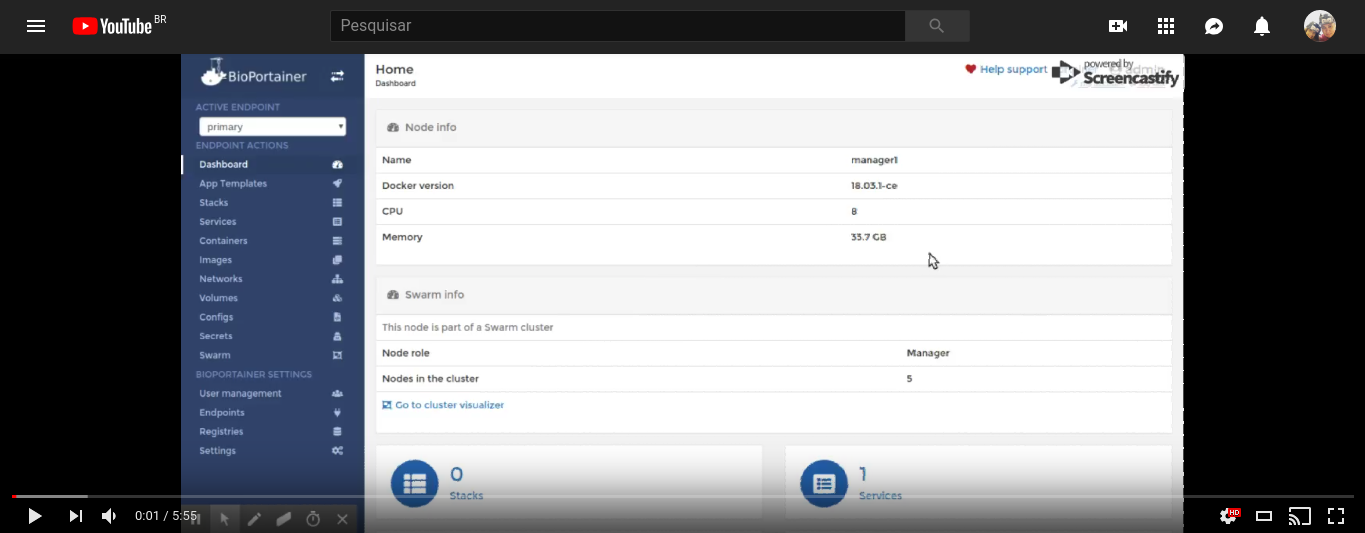 YouTube BR
Pesquisar
BioPortainer
Home
Dashboard
Help support
powered by
Screencastify
ACTIVE ENDPOINT
primary
ENDPOINT ACTIONS
Dashboard
App Templates
Stacks
Services
Containers
Images
Networks
Volumes
Configs
Secrets
Swarm
BIOPORTAINER SETTINGS
User management
Endpoints
Registries
Settings
Node info
Name manager1
Docker version 18.03.1-ce
CPU 8
Memory 33.7 GB
Swarm info
This node is part of a Swarm cluster
Node role Manager
Nodes in the cluster 5
Go to cluster visualizer
0
Stacks
1
Services
0:01 / 5:55
HD